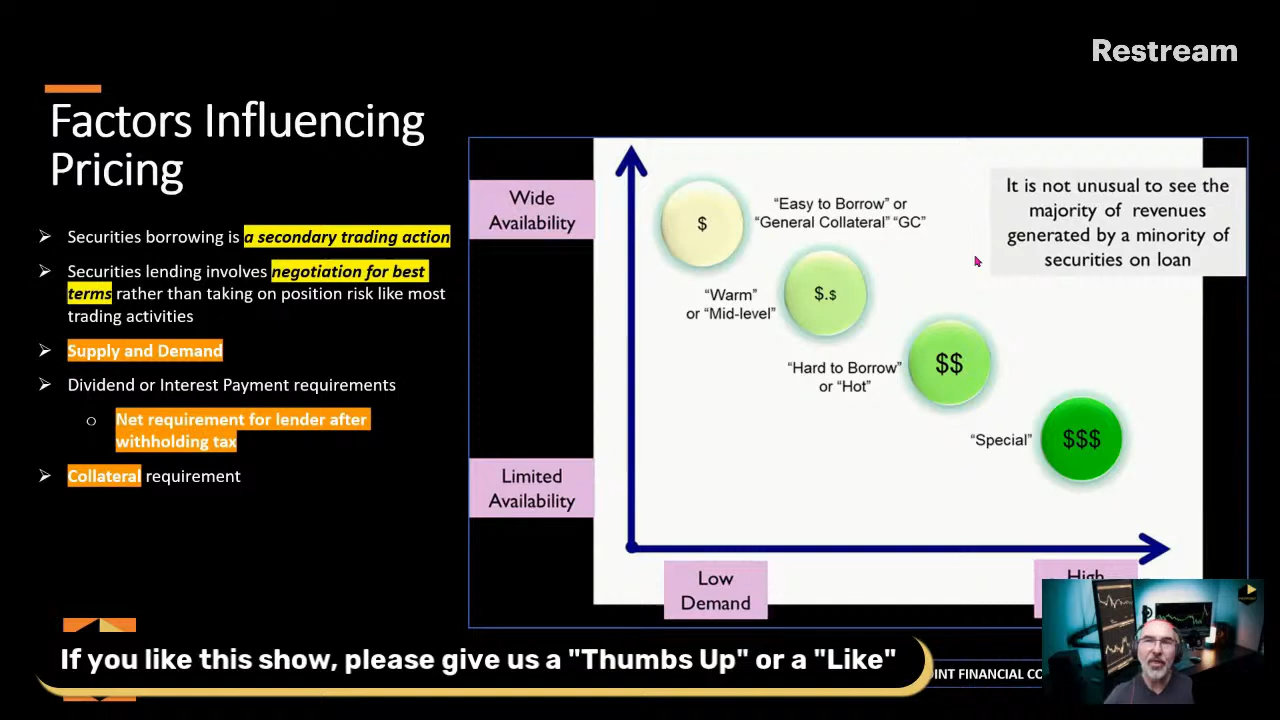 Restream
Factors Influencing
Pricing
➢ Securities borrowing is a secondary trading action
➢ Securities lending involves negotiation for best
terms rather than taking on position risk like most
trading activities
➢ Supply and Demand
➢ Dividend or Interest Payment requirements
o Net requirement for lender after
withholding tax
➢ Collateral requirement
Wide
Availability
$
“Easy to Borrow” or
“General Collateral” “GC”
It is not unusual to see the
majority of revenues
generated by a minority of
securities on loan
“Warm”
or “Mid-level”
$.$
“Hard to Borrow”
or “Hot”
$$
“Special”
$$$
Limited
Availability
Low
Demand
High
If you like this show, please give us a "Thumbs Up" or a "Like"
FINANCIAL